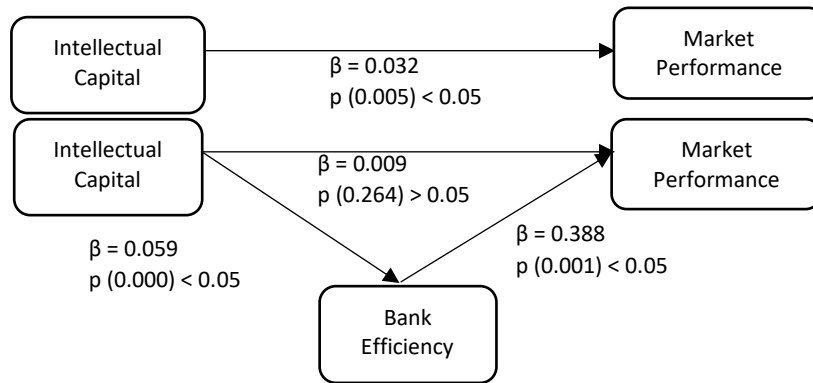 Intellectual
Capital
Market
Performance
β = 0.032
p (0.005) < 0.05
Intellectual
Capital
Market
Performance
β = 0.009
p (0.264) > 0.05
β = 0.059
p (0.000) < 0.05
β = 0.388
p (0.001) < 0.05
Bank
Efficiency